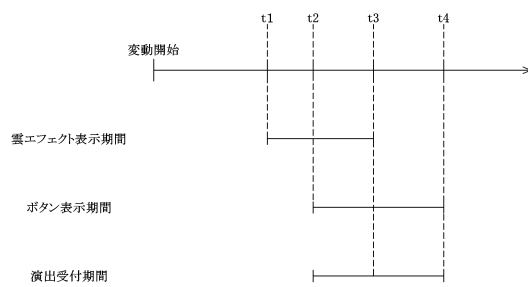 t1 t2 t3 t4
変動開始
雲エフェクト表示期間
ボタン表示期間
演出受付期間